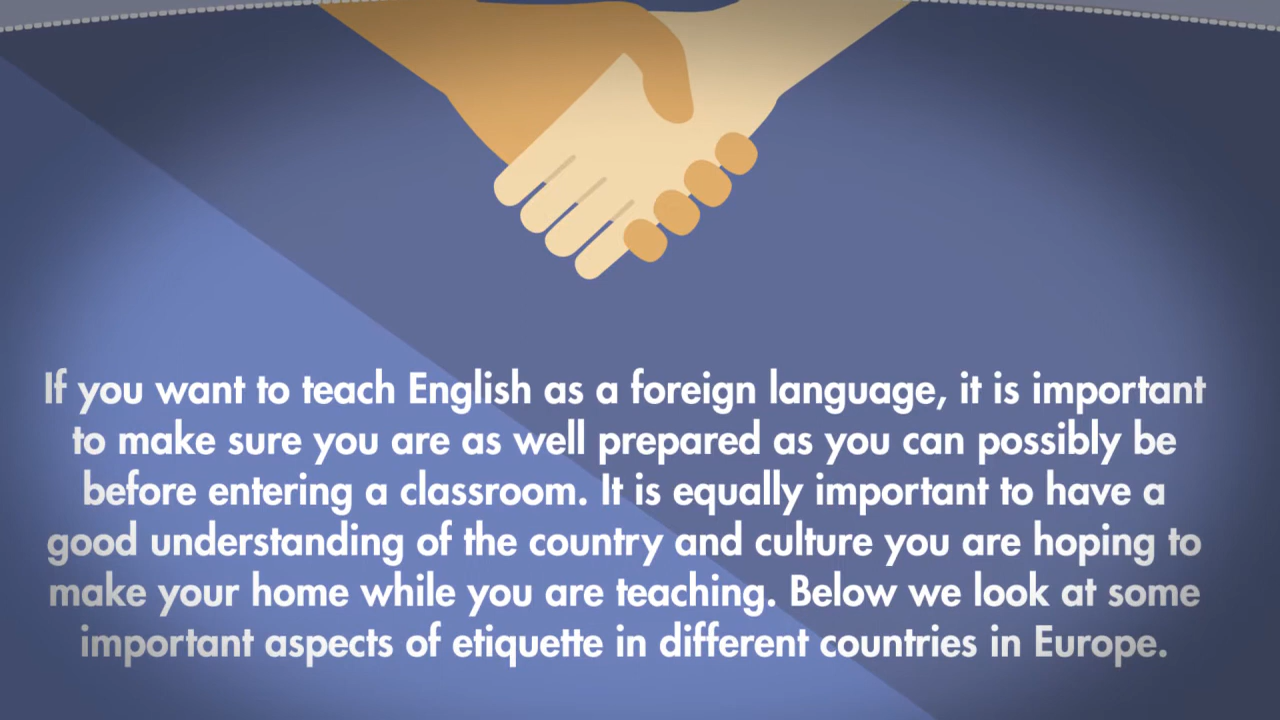 If you want to teach English as a foreign language, it is important
to make sure you are as well prepared as you can possibly be
before entering a classroom. It is equally important to have a
good understanding of the country and culture you are hoping to
make your home while you are teaching. Below we look at some
important aspects of etiquette in different countries in Europe.